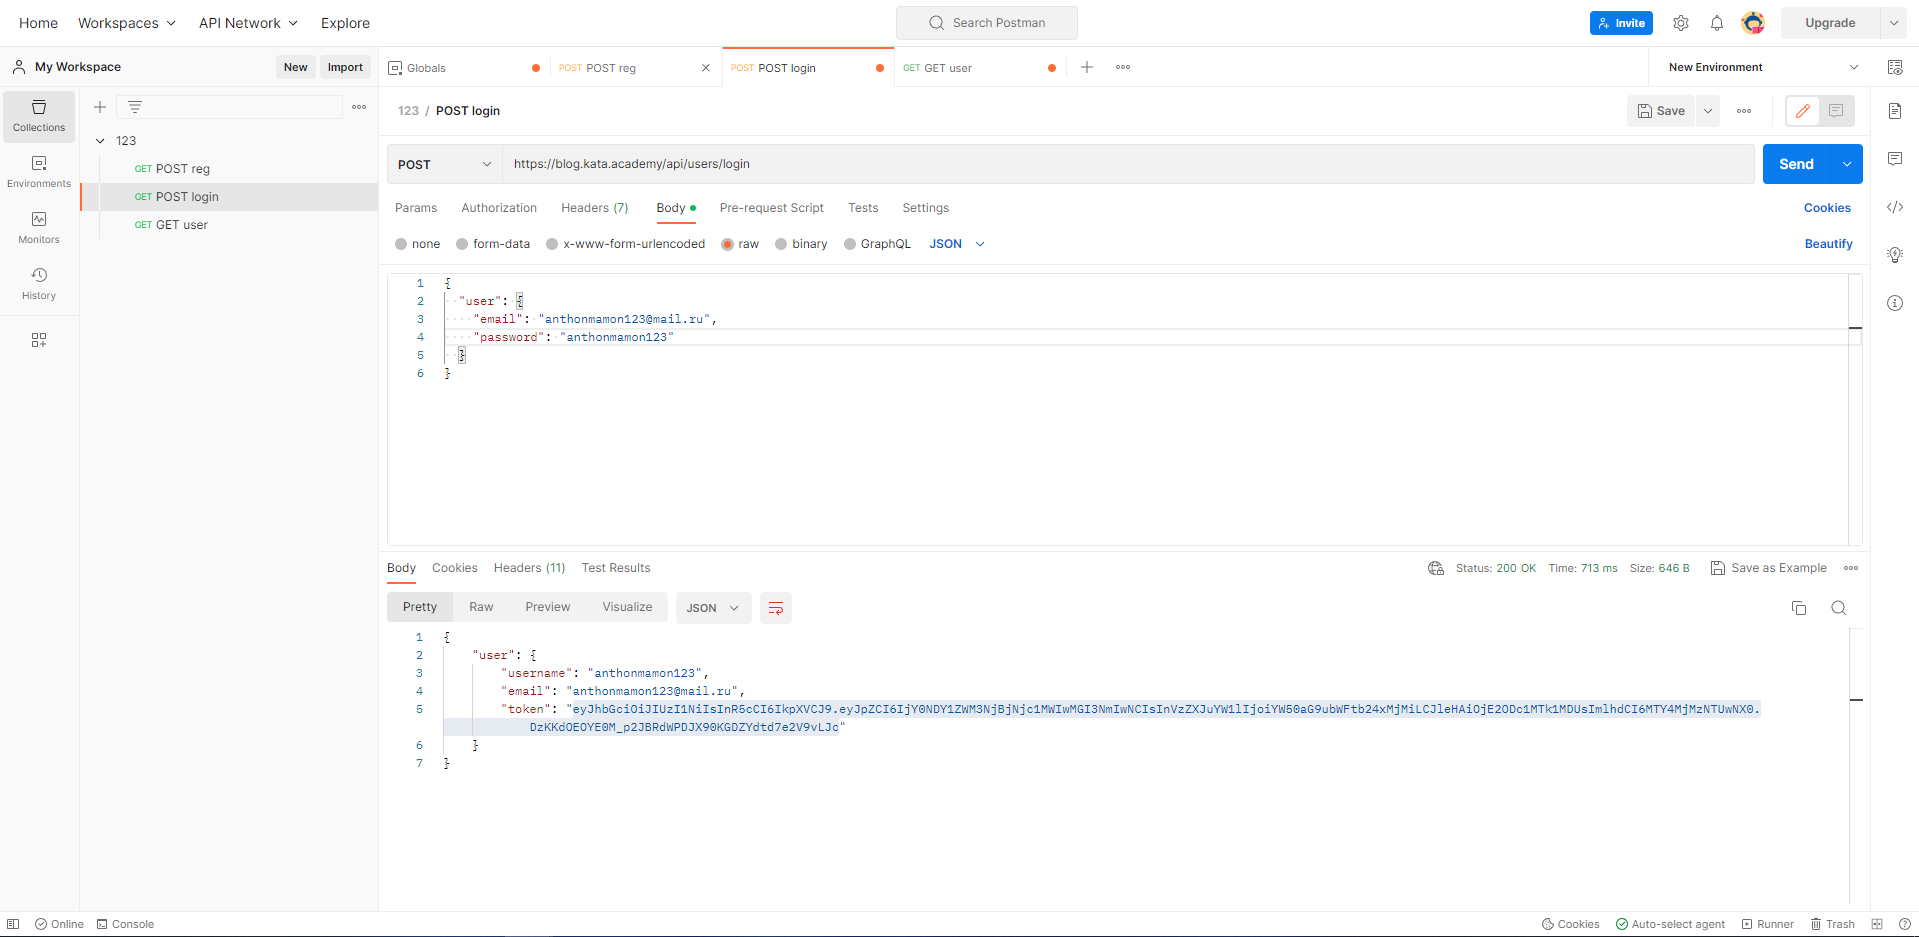 Home Workspaces API Network Explore Search Postman Invite Upgrade
My Workspace New Import Globals POST POST reg POST POST login GET GET user New Environment
Collections
Environments
Monitors
History
123
GET POST reg
GET POST login
GET GET user
123 / POST login Save
POST https://blog.kata.academy/api/users/login Send
Params Authorization Headers (7) Body Pre-request Script Tests Settings Cookies
none form-data x-www-form-urlencoded raw binary GraphQL JSON Beautify
1 {
2 "user": {
3 "email": "anthonmamon123@mail.ru",
4 "password": "anthonmamon123"
5 }
6 }
Body Cookies Headers (11) Test Results Status: 200 OK Time: 713 ms Size: 646 B Save as Example
Pretty Raw Preview Visualize JSON
1 {
2 "user": {
3 "username": "anthonmamon123",
4 "email": "anthonmamon123@mail.ru",
5 "token": "eyJhbGciOiJIUzI1NiIsInR5cCI6IkpXVCJ9.eyJpZCI6IjY0NDY1ZWM3NjBjNjc1MWIwMGI3NmIwNCIsInVzZXJuYW1lIjoiYW50aG9ubWFtb24xMjMiLCJleHAiOjE2ODc1MTk1MDUsImlhdCI6MTY4MjMzNTUwNX0.
DzKKdOEOYE0M_p2JBRdWPDJX90KGDZYdtd7e2V9vLJc"
6 }
7 }
Online Console Cookies Auto-select agent Runner Trash